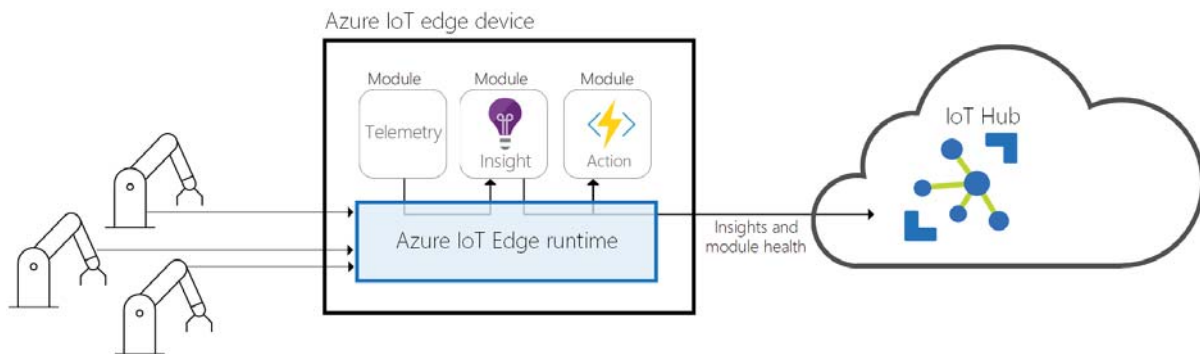 Azure IoT edge device
Module
Module
Module
Telemetry
Insight
Action
IoT Hub
Azure IoT Edge runtime
Insights and
module health